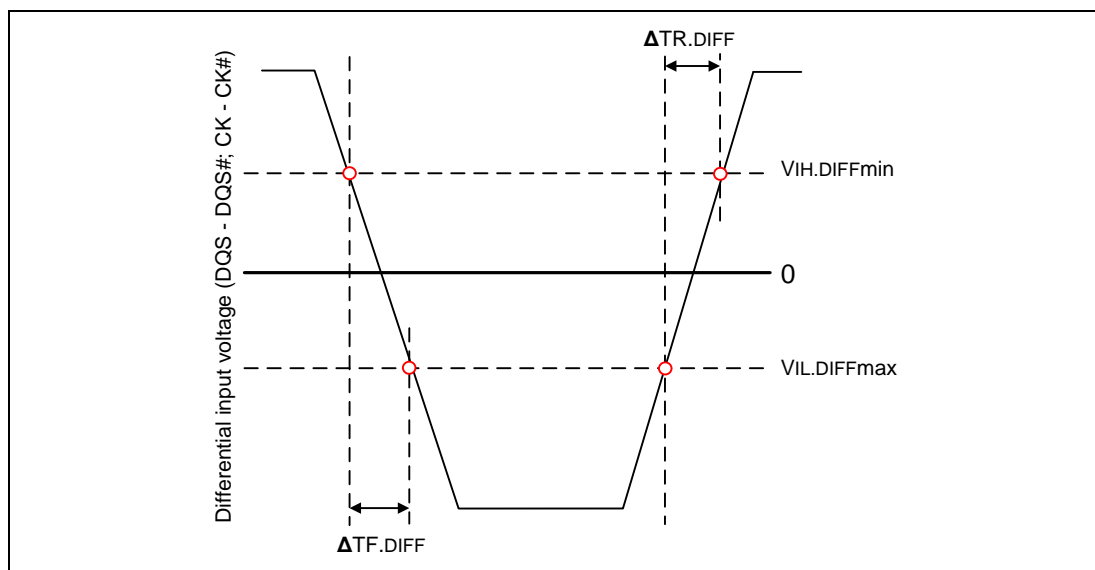 ΔTR.DIFF
Differential input voltage (DQS - DQS#; CK - CK#)
VIH.DIFFmin
0
VIL.DIFFmax
ΔTF.DIFF